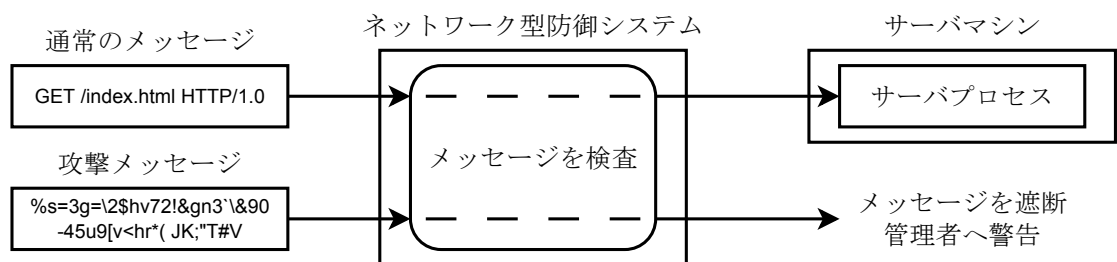 通常のメッセージ
GET /index.html HTTP/1.0
攻撃メッセージ
%s=3g=\2$hv72!&gn3`\&90
-45u9[v<hr*( JK;"T#V
ネットワーク型防御システム
メッセージを検査
サーバマシン
サーバプロセス
メッセージを遮断
管理者へ警告